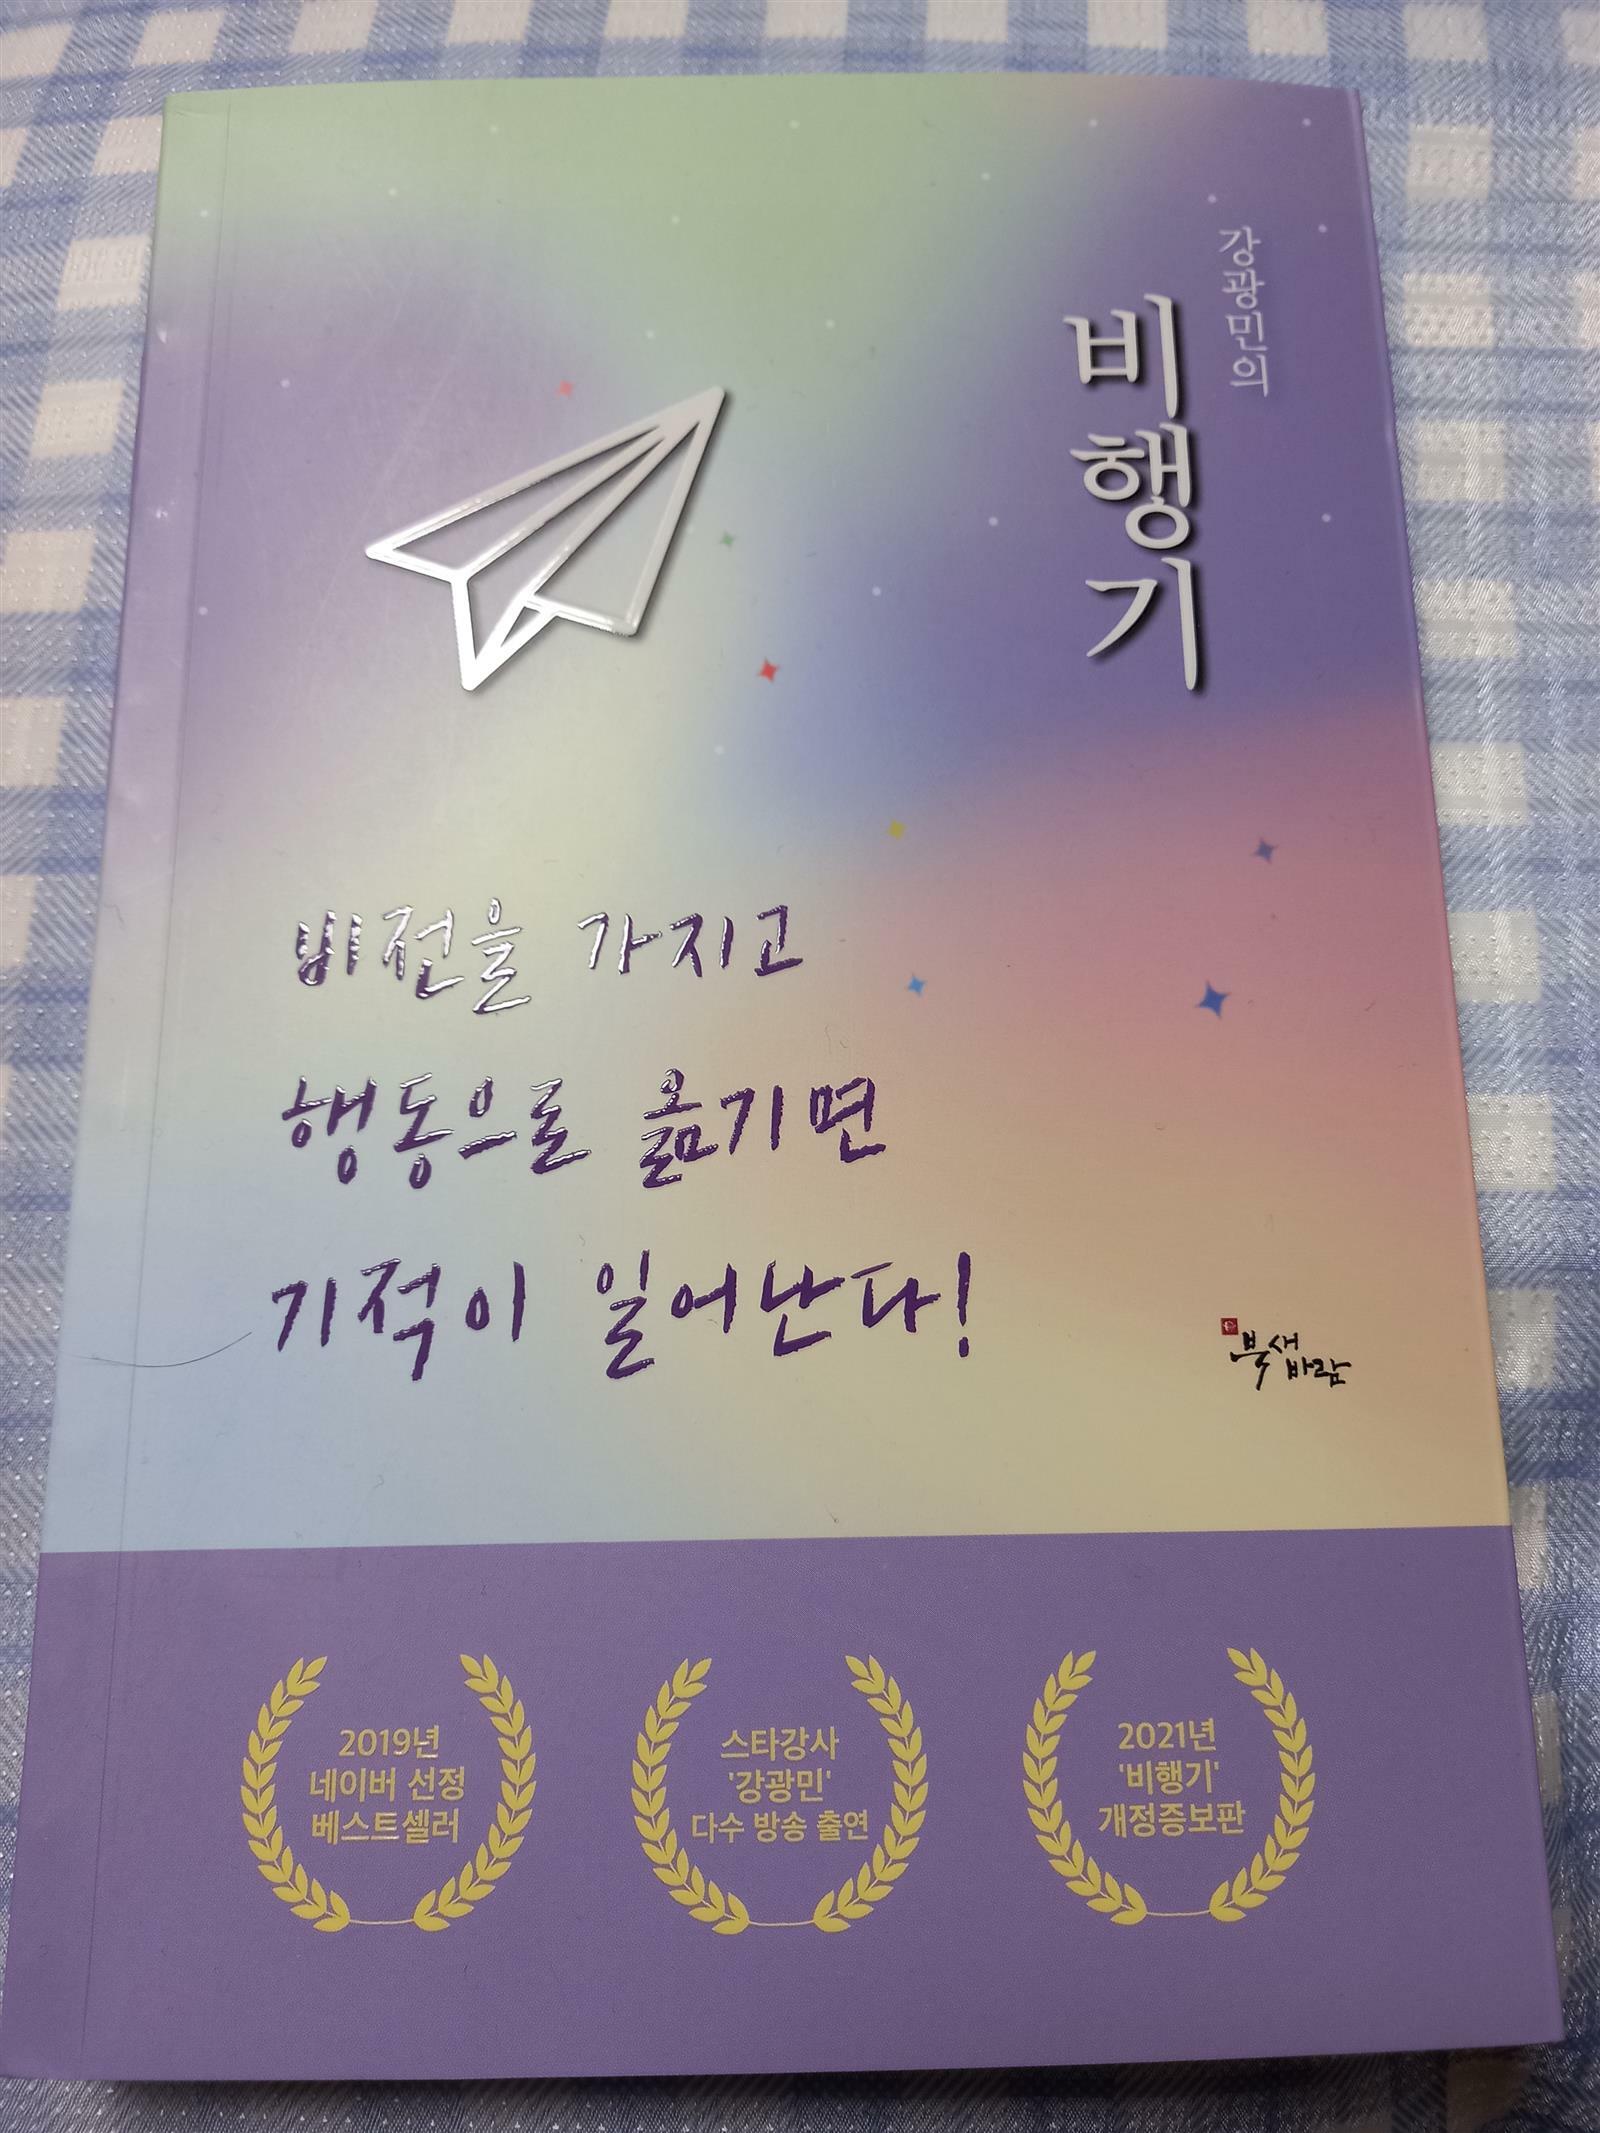 강광민의
비행기
비전을 가지고
행동으로 옮기면
기적이 일어난다!
북새
바람
2019년
네이버 선정
베스트셀러
스타강사
'강광민'
다수 방송 출연
2021년
'비행기'
개정증보판